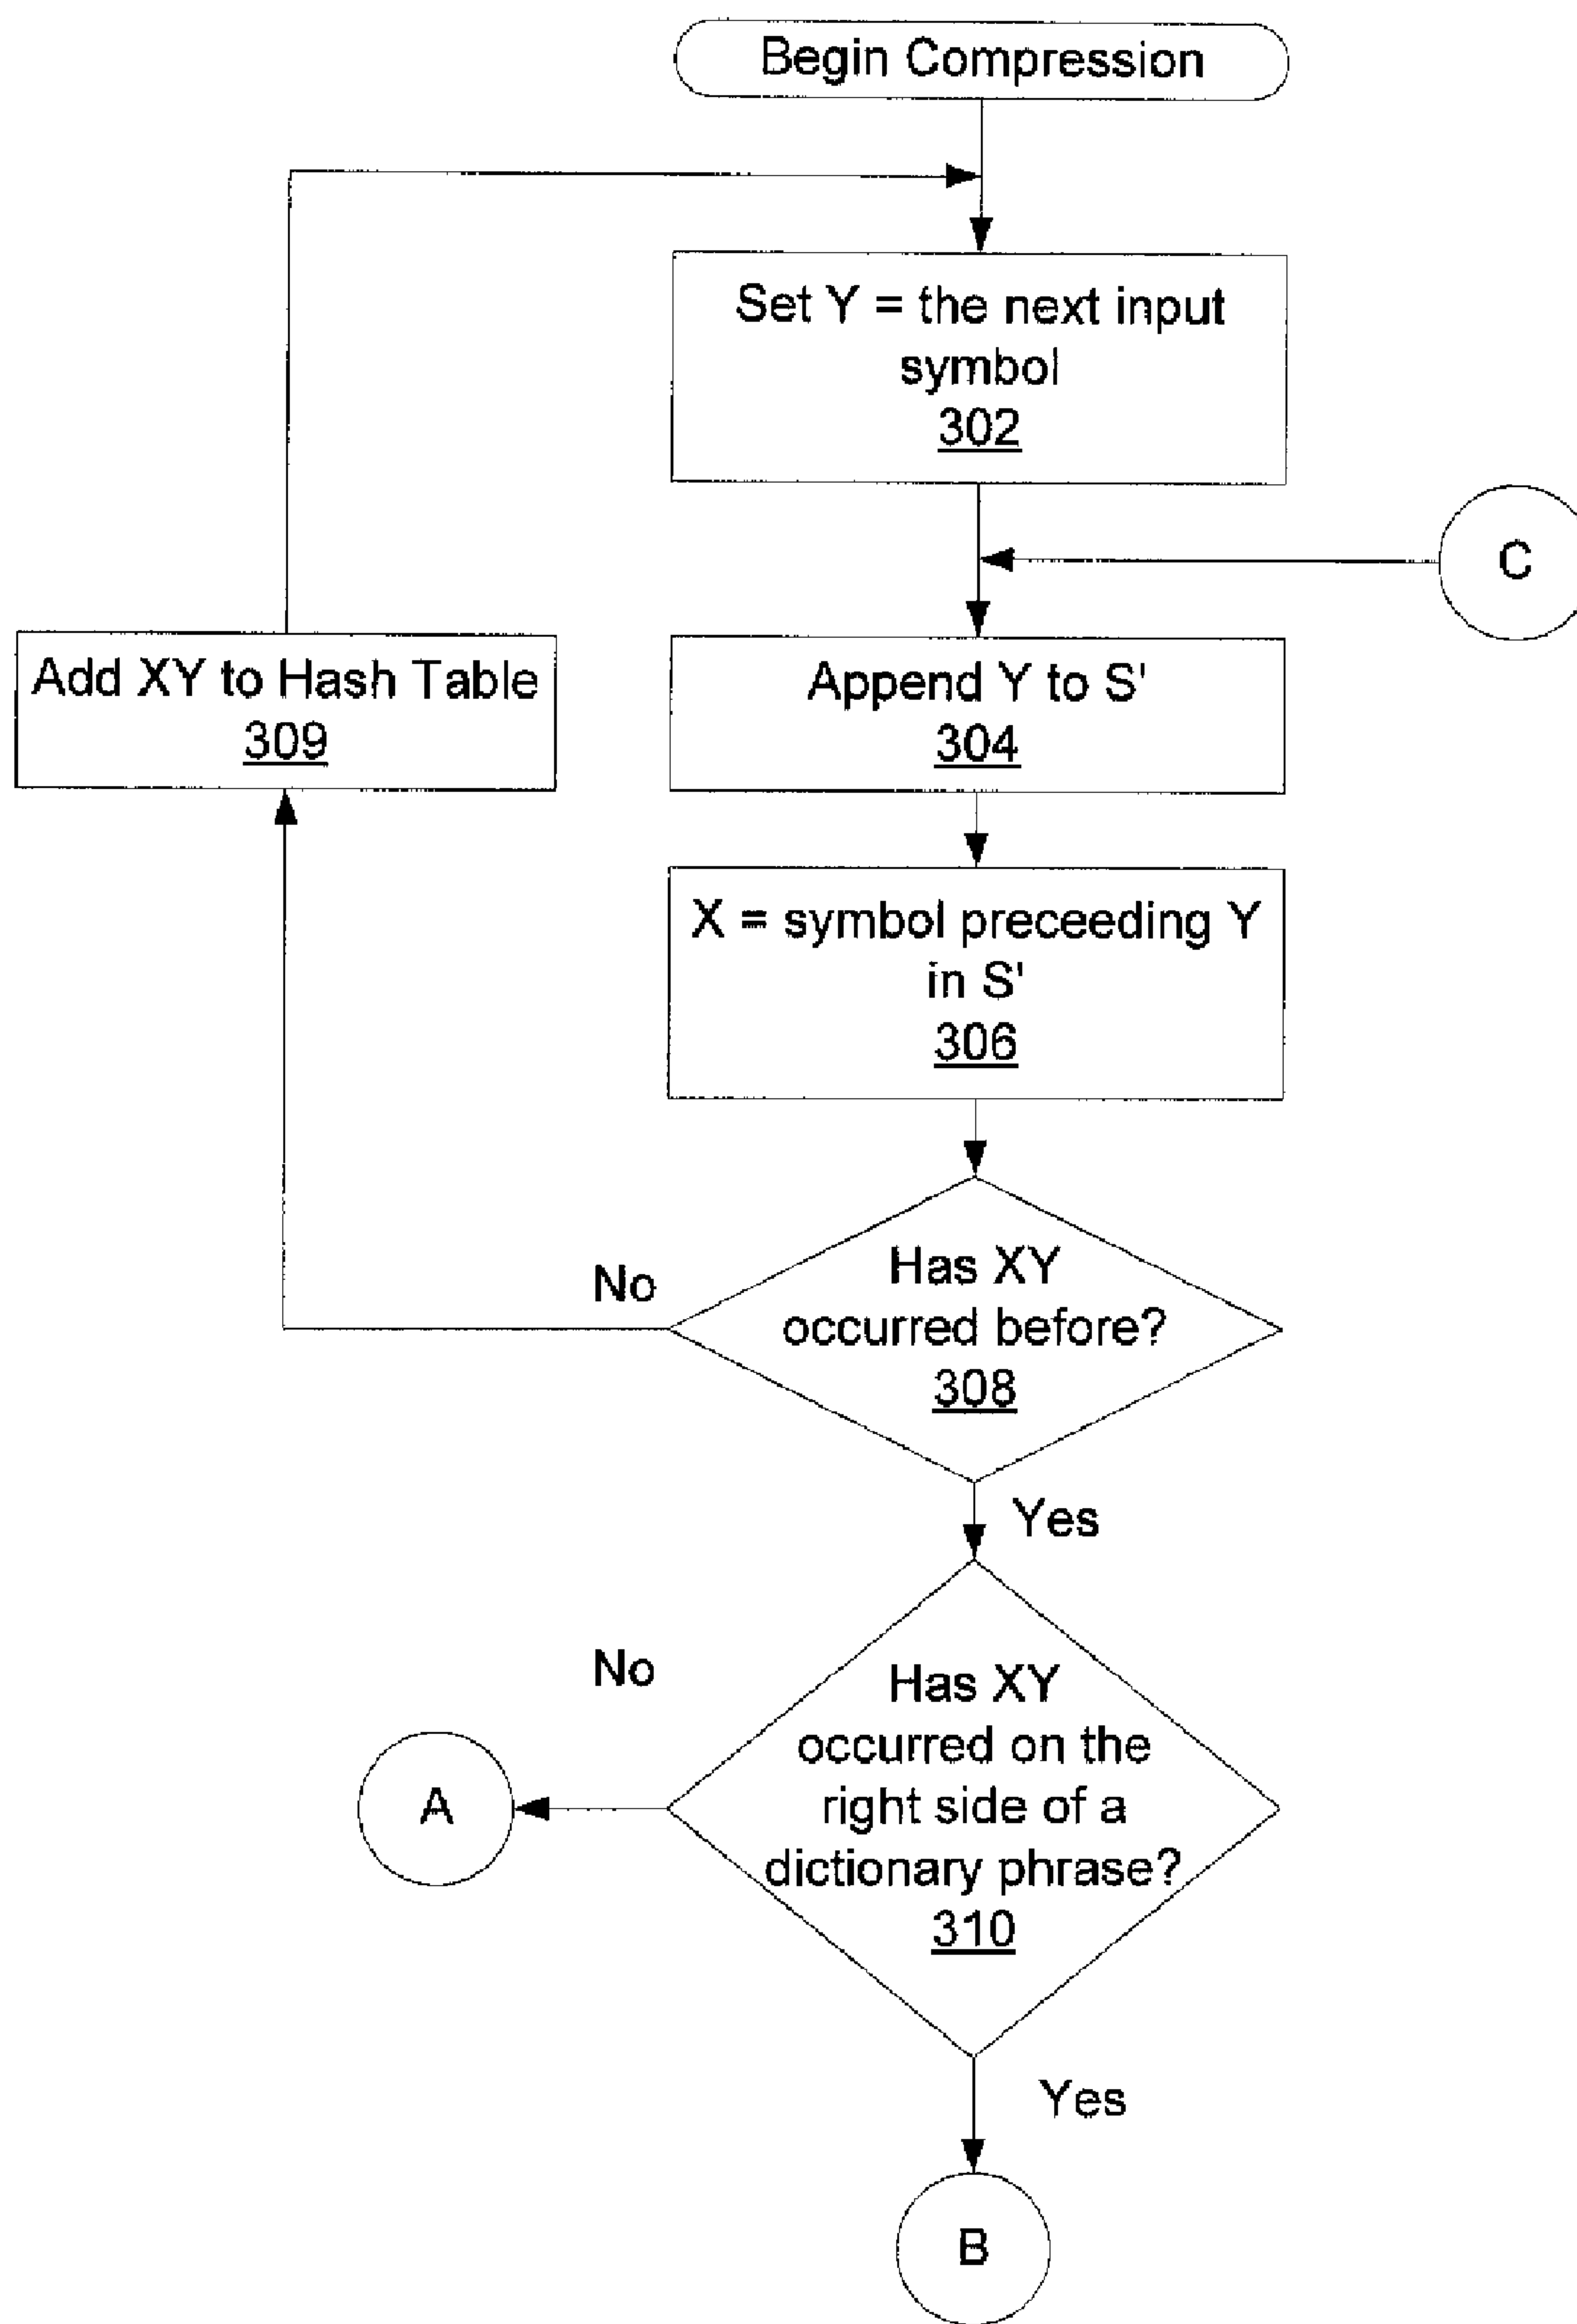 Begin Compression
Set Y = the next input
symbol
302
C
Add XY to Hash Table
309
Append Y to S'
304
X = symbol preceeding Y
in S'
306
No
Has XY
occurred before?
308
Yes
No
Has XY
occurred on the
right side of a
dictionary phrase?
310
A
Yes
B